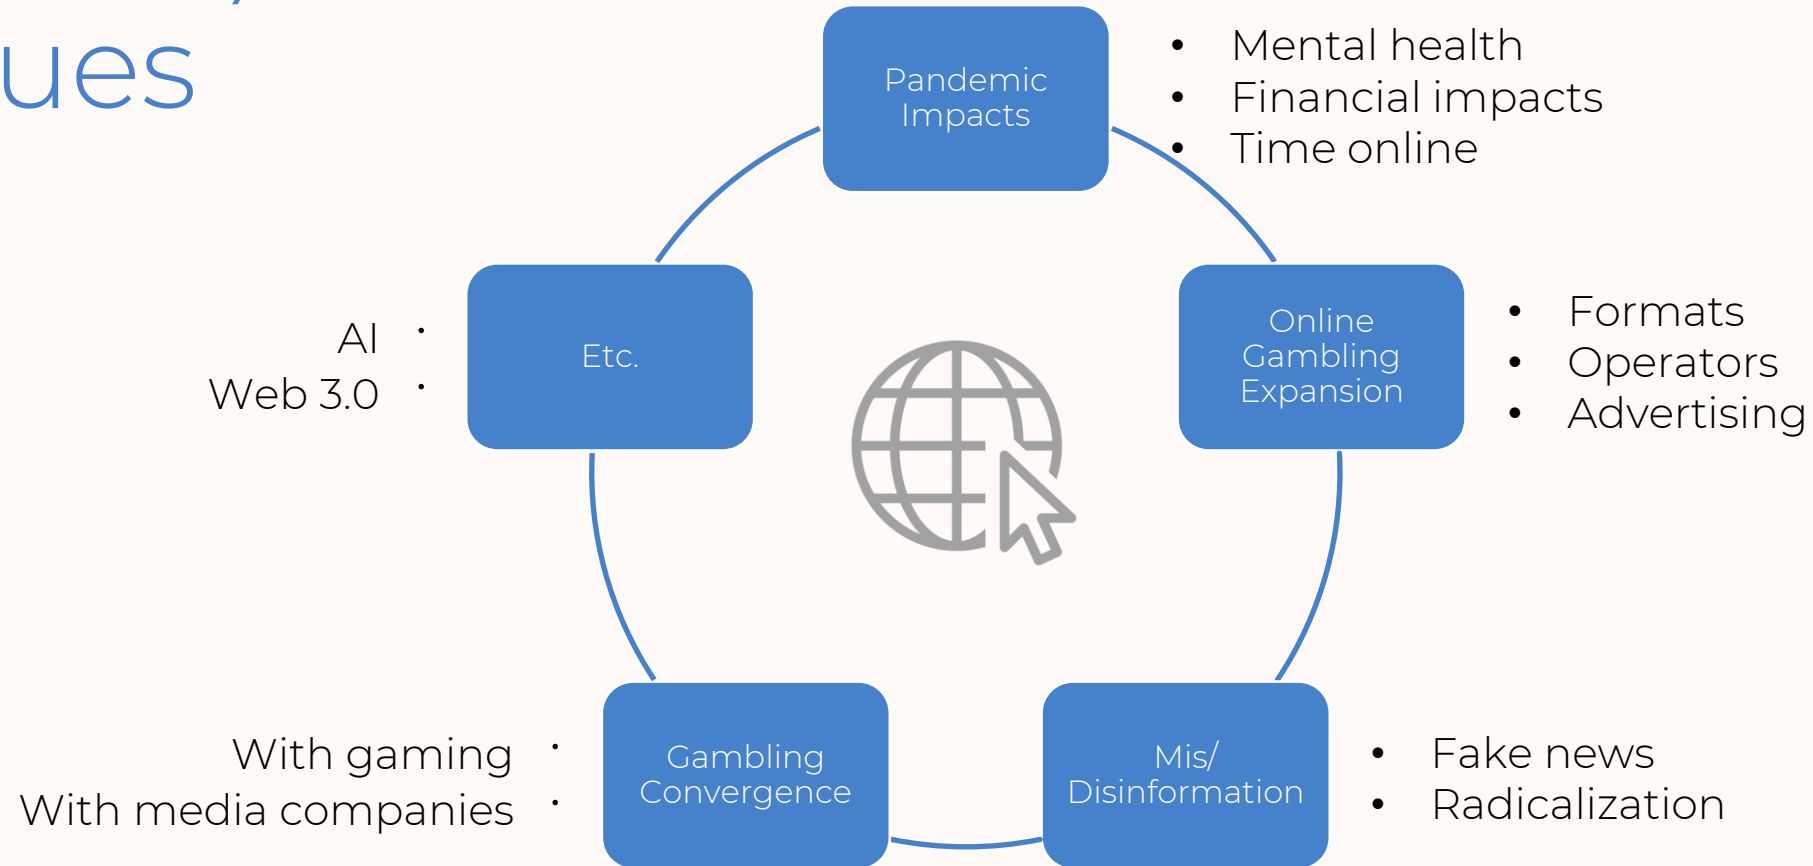 ues
Pandemic
Impacts
• Mental health
• Financial impacts
• Time online
Online
Gambling
Expansion
• Formats
• Operators
• Advertising
Mis/
Disinformation
• Fake news
• Radicalization
Gambling
Convergence
With gaming •
With media companies •
Etc.
AI •
Web 3.0 •